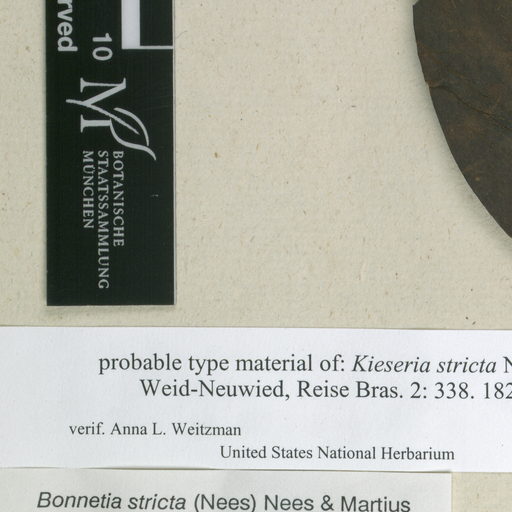 rved
10
M
BOTANISCHE
STAATSSAMMLUNG
MÜNCHEN
probable type material of: Kieseria stricta N
Weid-Neuwied, Reise Bras. 2: 338. 182
verif. Anna L. Weitzman
United States National Herbarium
Bonnetia stricta (Nees) Nees & Martius